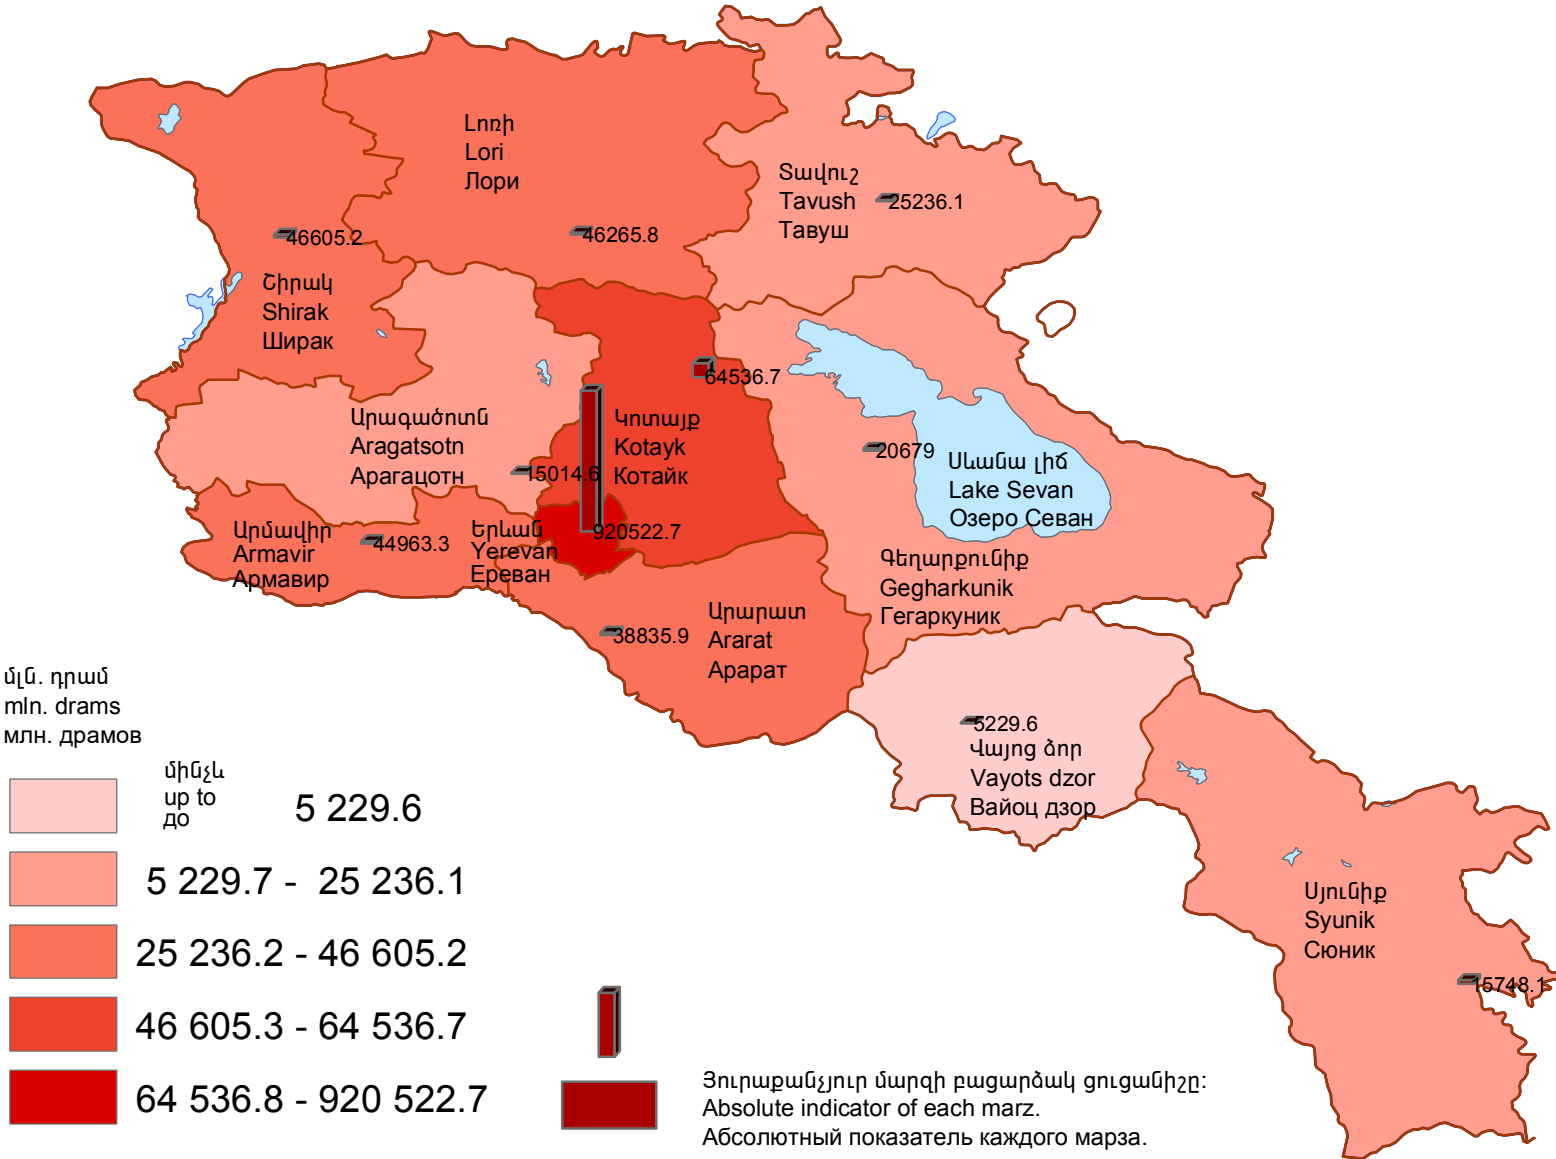 Լոռի
Lori
Лори
46265.8
Տավուշ
Tavush
Тавуш
25236.1
46605.2
Շիրակ
Shirak
Ширак
64536.7
Կոտայք
Kotayk
Котайк
Արագածոտն
Aragatsotn
Арагацотн
15014.6
20679
Սևանա լիճ
Lake Sevan
Озеро Севан
Արմավիր
Armavir
Армавир
44963.3
Երևան
Yerevan
Ереван
920522.7
Գեղարքունիք
Gegharkunik
Гегаркуник
Արարատ
Ararat
Арарат
38835.9
5229.6
Վայոց ձոր
Vayots dzor
Вайоц дзор
Սյունիք
Syunik
Сюник
15748.1
մլն. դրամ
mln. drams
млн. драмов
մինչև
up to
до
5 229.6
5 229.7 - 25 236.1
25 236.2 - 46 605.2
46 605.3 - 64 536.7
64 536.8 - 920 522.7
Յուրաքանչյուր մարզի բացարձակ ցուցանիշը:
Absolute indicator of each marz.
Абсолютный показатель каждого марза.